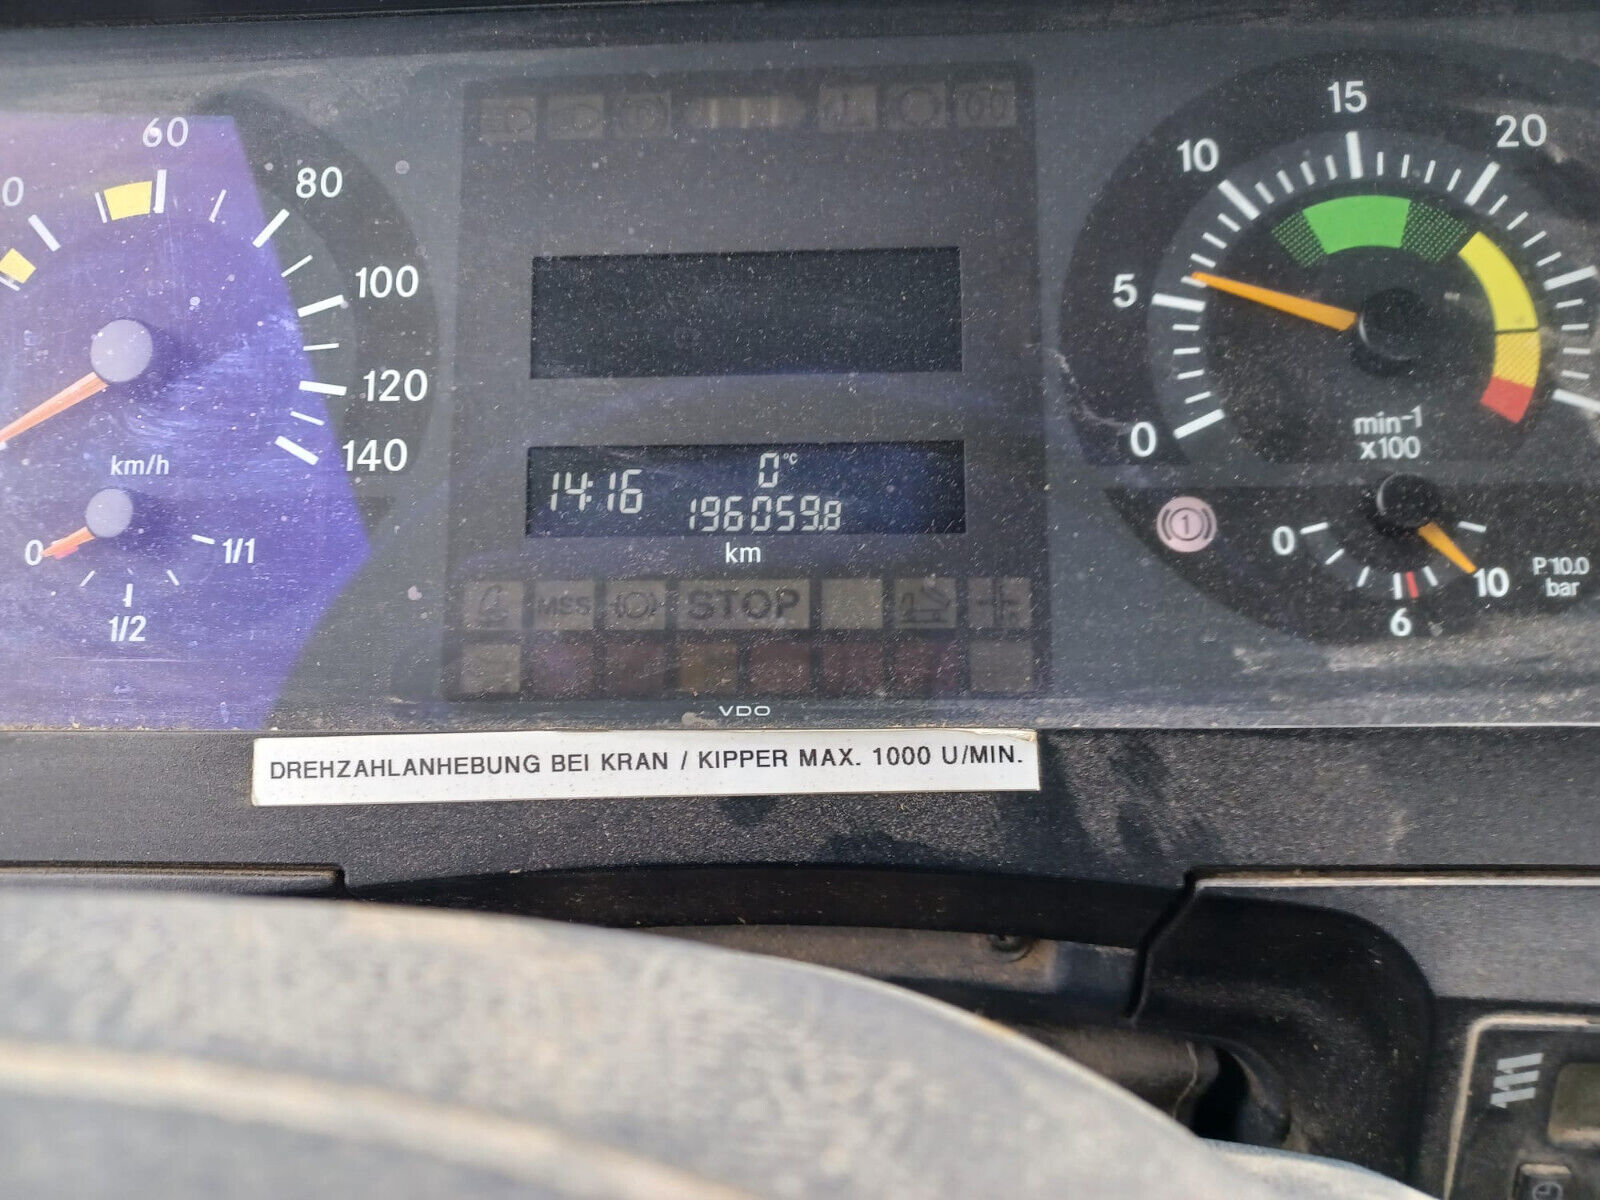 60
80
100
120
140
km/h
0
1/2
1/1
14:16
0°C
196059.8
km
MSS
STOP
VDO
0
5
10
15
20
min-1
x100
1
0
6
10
P 10.0
bar
DREHZAHLANHEBUNG BEI KRAN / KIPPER MAX. 1000 U/MIN.